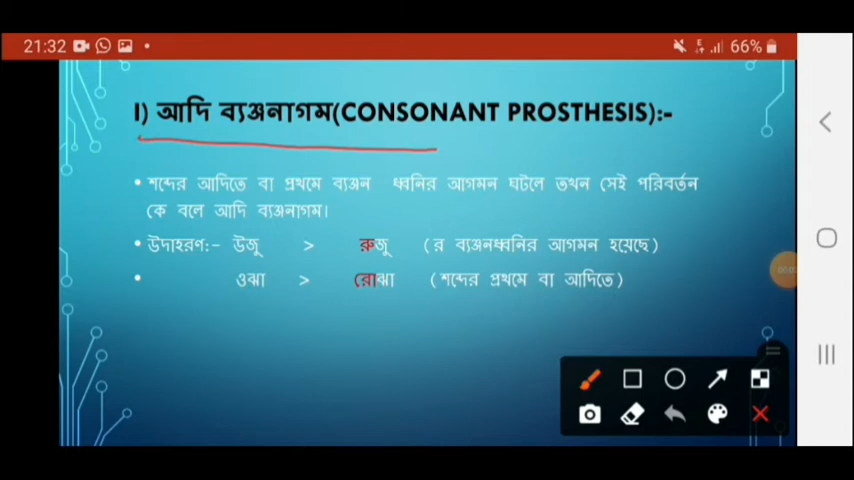 21:32
66%
I) আদি ব্যঞ্জনাগম(CONSONANT PROSTHESIS):-
• শব্দের আদিতে বা প্রথমে ব্যঞ্জন ধ্বনির আগমন ঘটলে তখন সেই পরিবর্তন
কে বলে আদি ব্যঞ্জনাগম।
• উদাহরণ:- উজু > রুজু (র ব্যঞ্জনধ্বনির আগমন হয়েছে)
• ওঝা > রোঝা (শব্দের প্রথমে বা আদিতে)